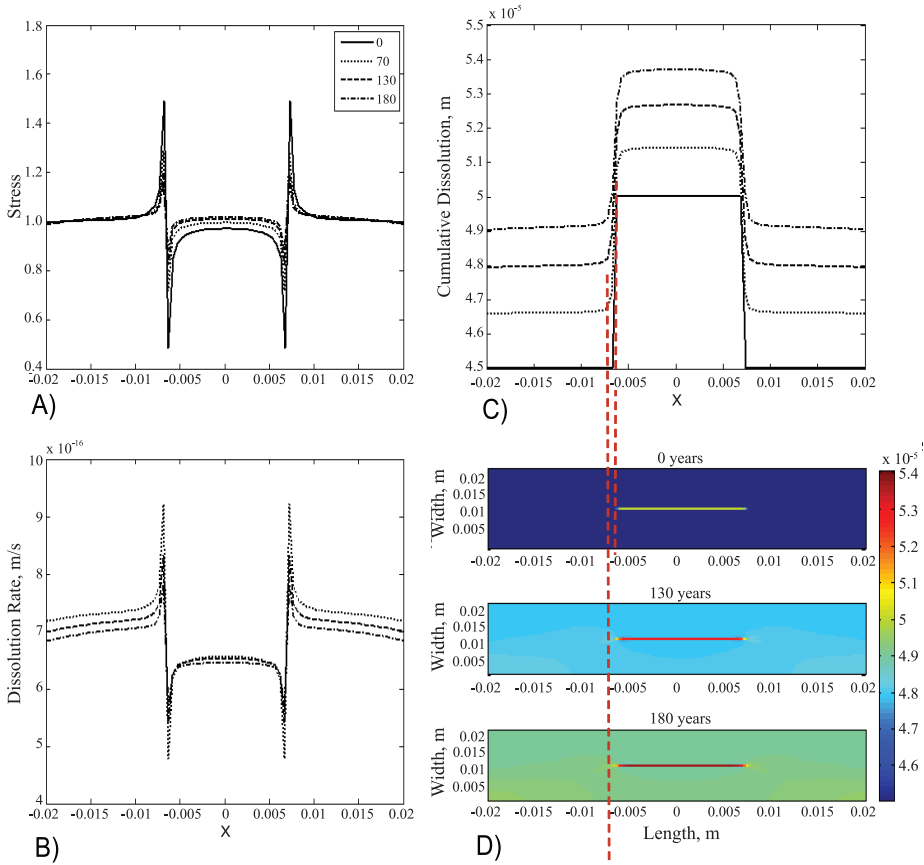 1.8
1.6
1.4
1.2
1.0
0.8
0.6
0.4
Stress
0
70
130
180
-0.02 -0.015 -0.01 -0.005 0 0.005 0.01 0.015 0.02
A)
x 10-5
5.5
5.4
5.3
5.2
5.1
5
4.9
4.8
4.7
4.6
4.5
Cumulative Dissolution, m
-0.02 -0.015 -0.01 -0.005 0 0.005 0.01 0.015 0.02
X
C)
x 10-16
10
9
8
7
6
5
4
Dissolution Rate, m/s
-0.02 -0.015 -0.01 -0.005 0 0.005 0.01 0.015 0.02
X
B)
0 years
0.02
0.015
0.01
0.005
Width, m
-0.02 -0.015 -0.01 -0.005 0 0.005 0.01 0.015 0.02
130 years
0.02
0.015
0.01
0.005
Width, m
-0.02 -0.015 -0.01 -0.005 0 0.005 0.01 0.015 0.02
180 years
0.02
0.015
0.01
0.005
Width, m
-0.02 -0.015 -0.01 -0.005 0 0.005 0.01 0.015 0.02
Length, m
D)
x 10-5
5.4
5.3
5.2
5.1
5
4.9
4.8
4.7
4.6